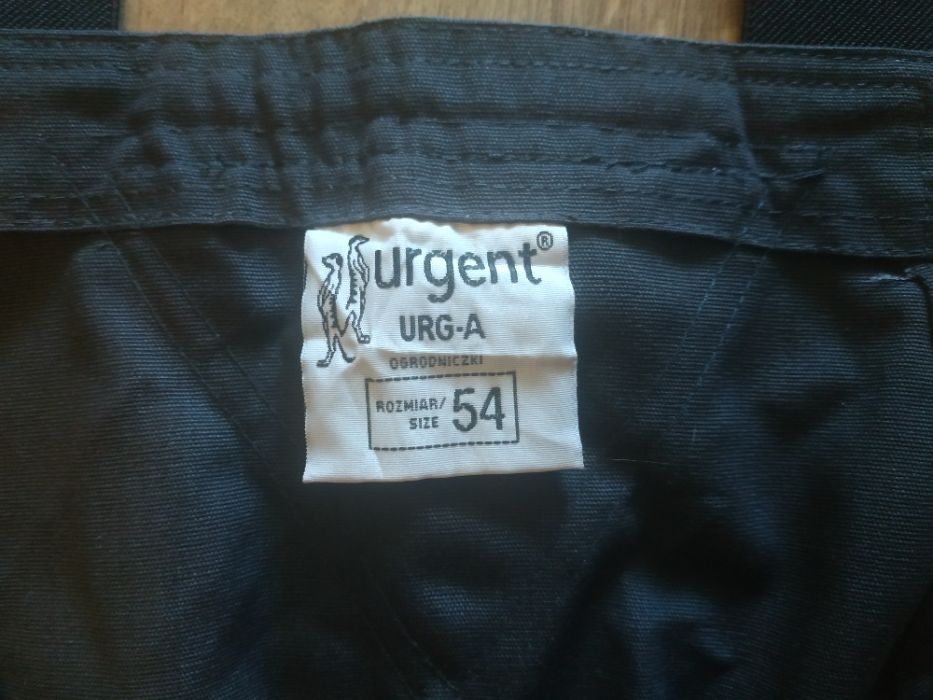 urgent®
URG-A
OGRODNICZKI
ROZMIAR/
SIZE 54